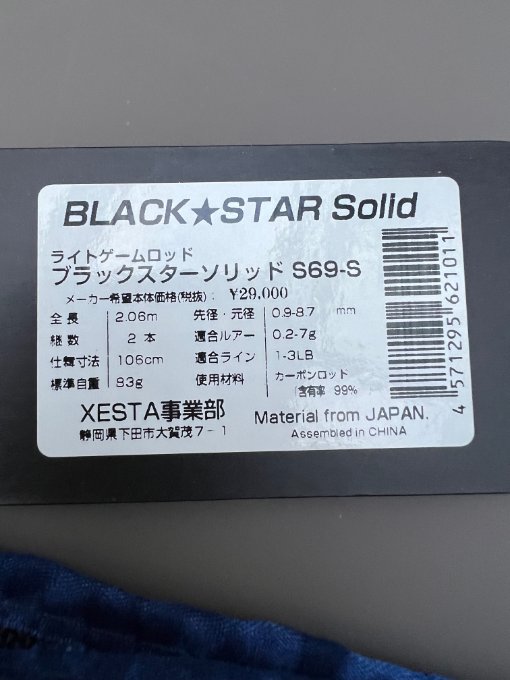 BLACK★STAR Solid
ライトゲームロッド
ブラックスターソリッド S69-S
メーカー希望本体価格(税抜): ¥29,000
全長 2.06m 先径・元径 0.9-8.7 mm
継数 2本 適合ルアー 0.2-7g
仕舞寸法 106cm 適合ライン 1-3LB
標準自重 83g 使用材料 カーボンロッド
含有率 99%
XESTA事業部 Material from JAPAN.
静岡県下田市大賀茂7-1 Assembled in CHINA
4 571295 621011